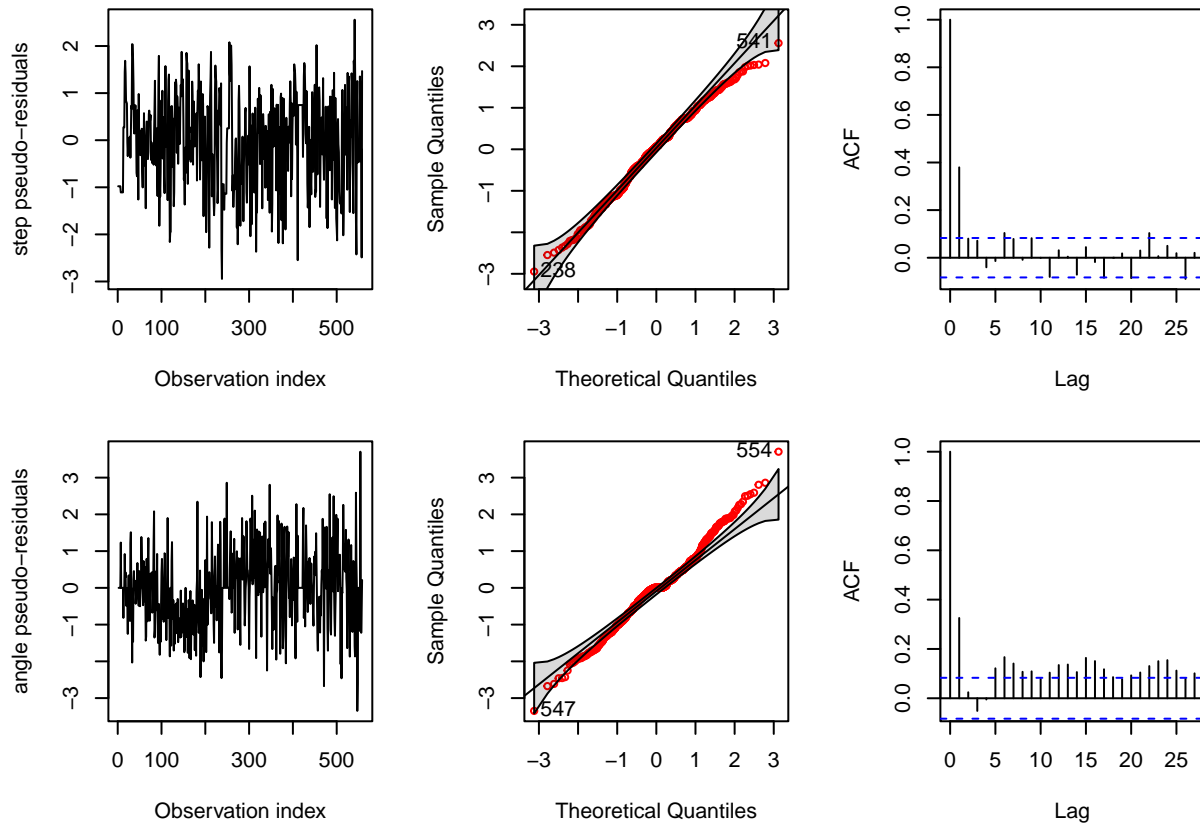 step pseudo−residuals
2
1
0
−1
−2
−3
0 100 300 500
Observation index
Sample Quantiles
3
2
1
0
−1
−3
541
238
−3 −1 0 1 2 3
Theoretical Quantiles
ACF
1.0
0.8
0.6
0.4
0.2
0.0
0 5 10 15 20 25
Lag
angle pseudo−residuals
3
2
1
0
−1
−3
0 100 300 500
Observation index
Sample Quantiles
3
2
1
0
−1
−3
554
547
−3 −1 0 1 2 3
Theoretical Quantiles
ACF
1.0
0.8
0.6
0.4
0.2
0.0
0 5 10 15 20 25
Lag